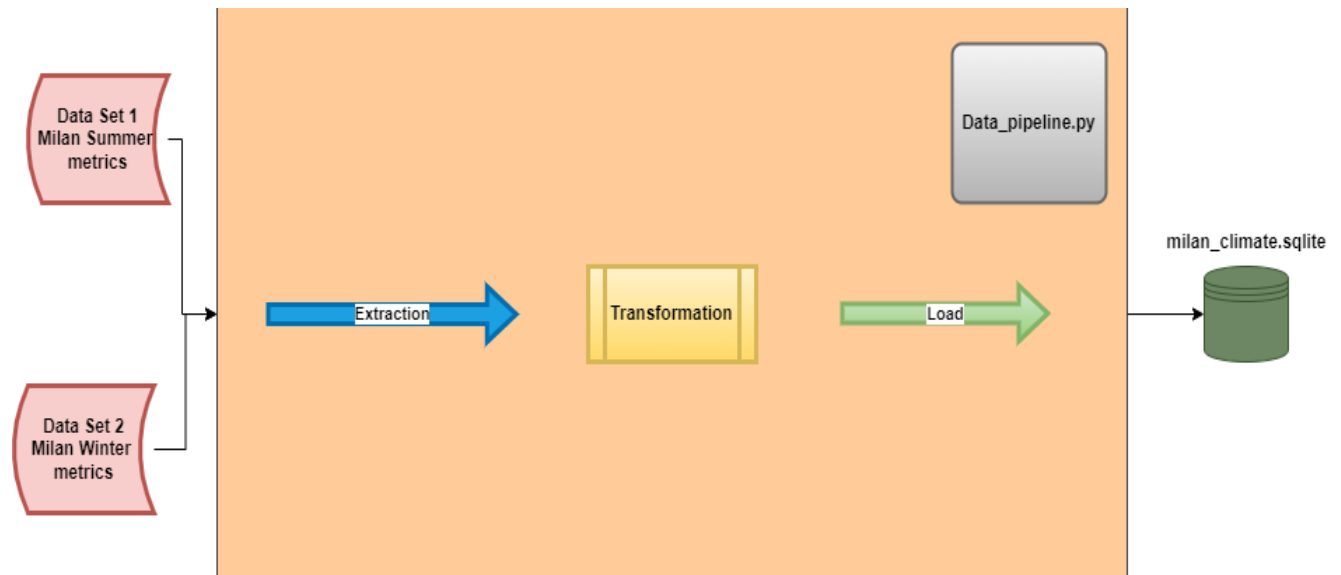 Data Set 1
Milan Summer
metrics
Data_pipeline.py
milan_climate.sqlite
Extraction
Transformation
Load
Data Set 2
Milan Winter
metrics